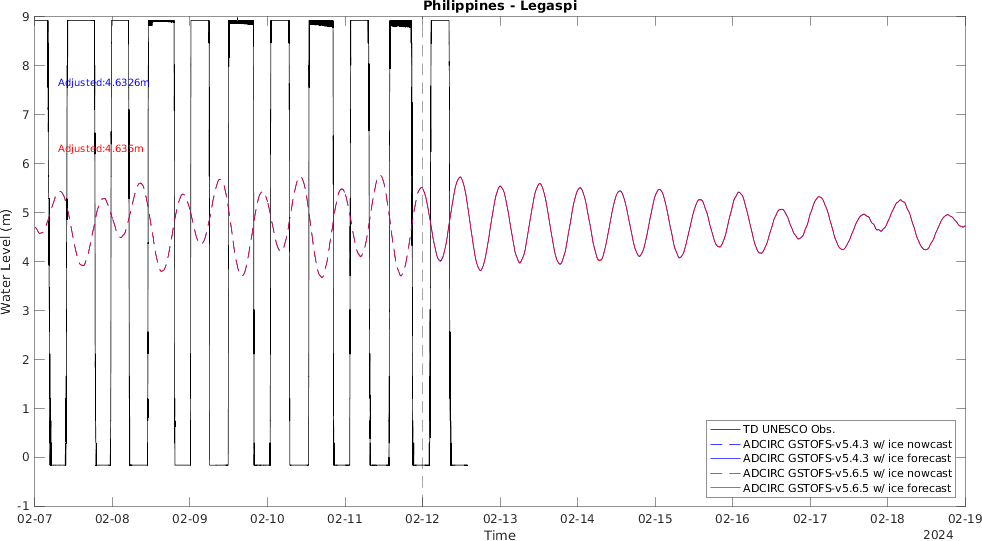 Philippines - Legaspi
9
8
7
6
5
4
3
2
1
0
-1
Water Level (m)
Adjusted:4.6326m
Adjusted:4.635m
TD UNESCO Obs.
ADCIRC GSTOFS-v5.4.3 w/ ice nowcast
ADCIRC GSTOFS-v5.4.3 w/ ice forecast
ADCIRC GSTOFS-v5.6.5 w/ ice nowcast
ADCIRC GSTOFS-v5.6.5 w/ ice forecast
02-07 02-08 02-09 02-10 02-11 02-12 02-13 02-14 02-15 02-16 02-17 02-18 02-19
Time
2024